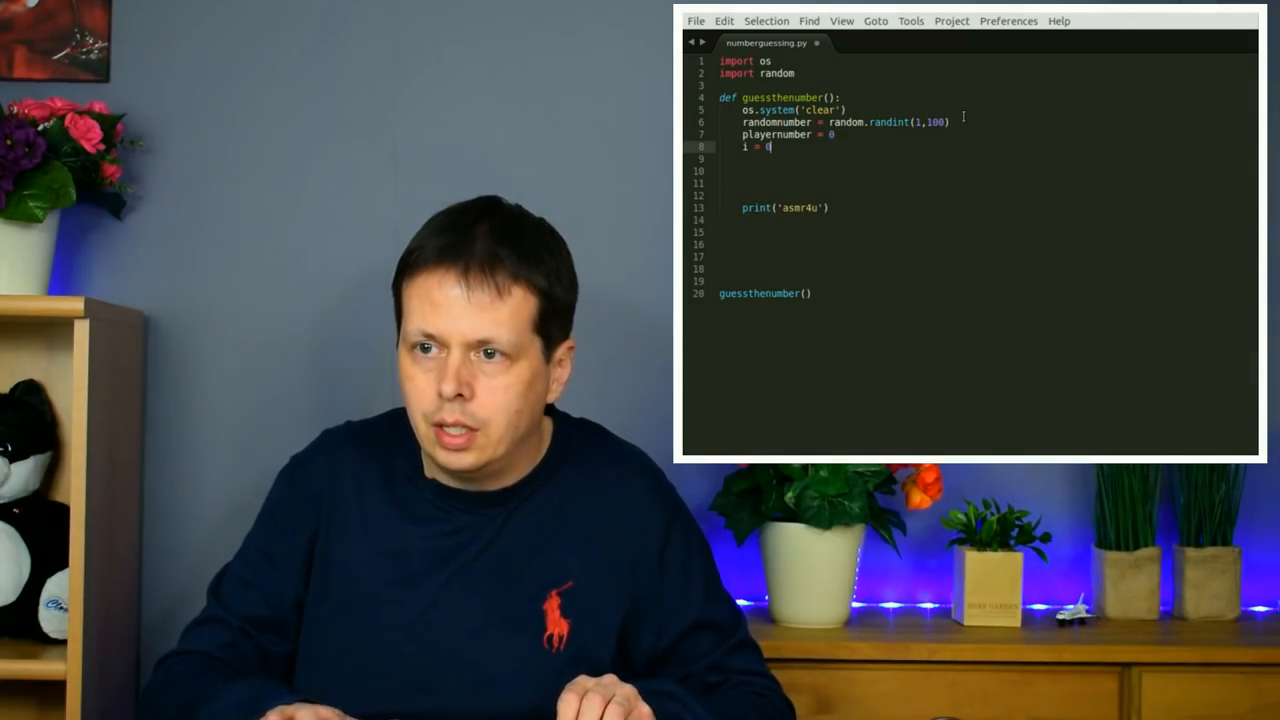 File Edit Selection Find View Goto Tools Project Preferences Help
numberguessing.py
1 import os
2 import random
3
4 def guessthenumber():
5 os.system('clear')
6 randomnumber = random.randint(1,100)
7 playernumber = 0
8 i = 0
9
10
11
12
13 print('asmr4u')
14
15
16
17
18
19
20 guessthenumber()
GARDEN